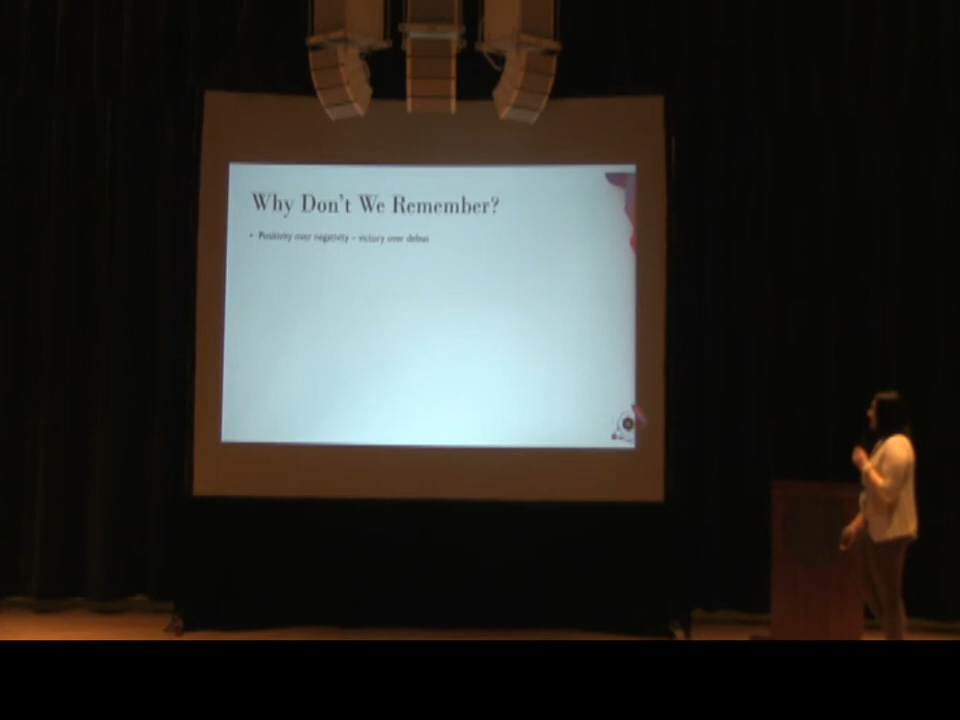 Why Don't We Remember?
• Positivity over negativity – victory over defeat